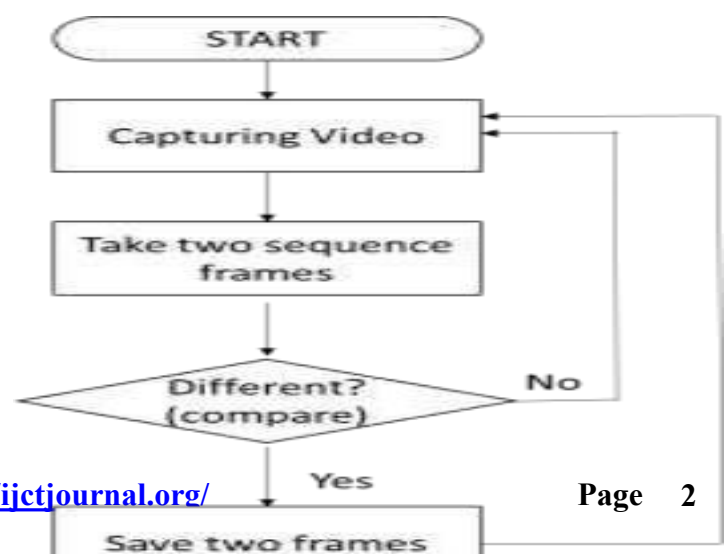 START
Capturing Video
Take two sequence
frames
Different?
(compare)
No
Yes
ijctjournal.org/
Page 2
Save two frames